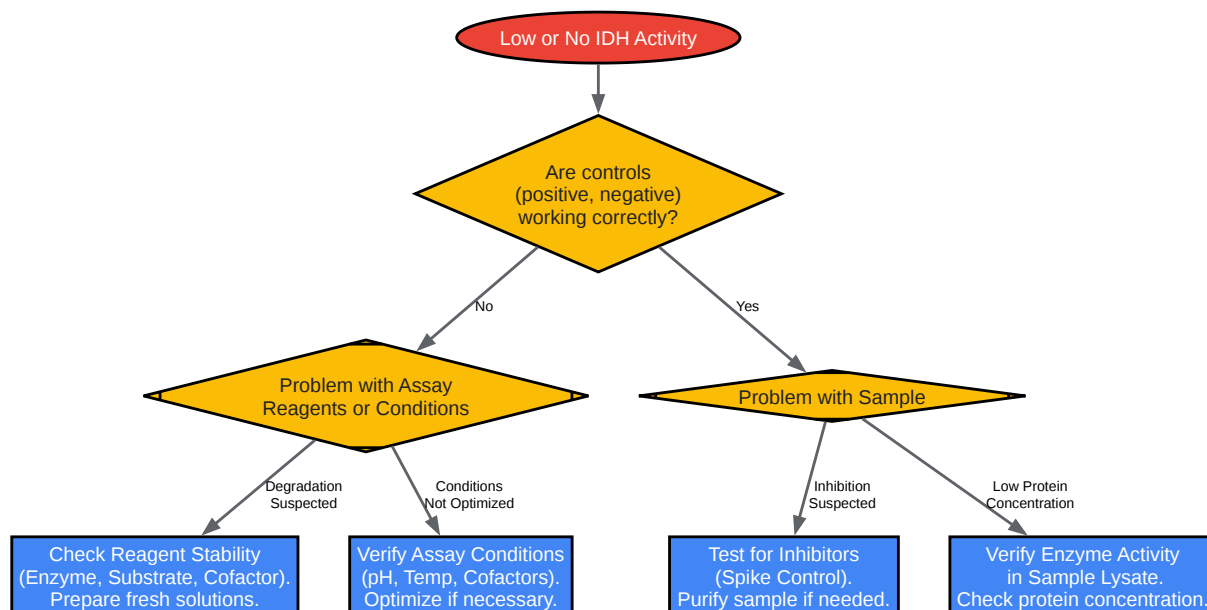 Low or No IDH Activity
Are controls
(positive, negative)
working correctly?
No
Yes
Problem with Assay
Reagents or Conditions
Problem with Sample
Degradation
Suspected
Conditions
Not Optimized
Inhibition
Suspected
Low Protein
Concentration
Check Reagent Stability
(Enzyme, Substrate, Cofactor).
Prepare fresh solutions.
Verify Assay Conditions
(pH, Temp, Cofactors).
Optimize if necessary.
Test for Inhibitors
(Spike Control).
Purify sample if needed.
Verify Enzyme Activity
in Sample Lysate.
Check protein concentration.